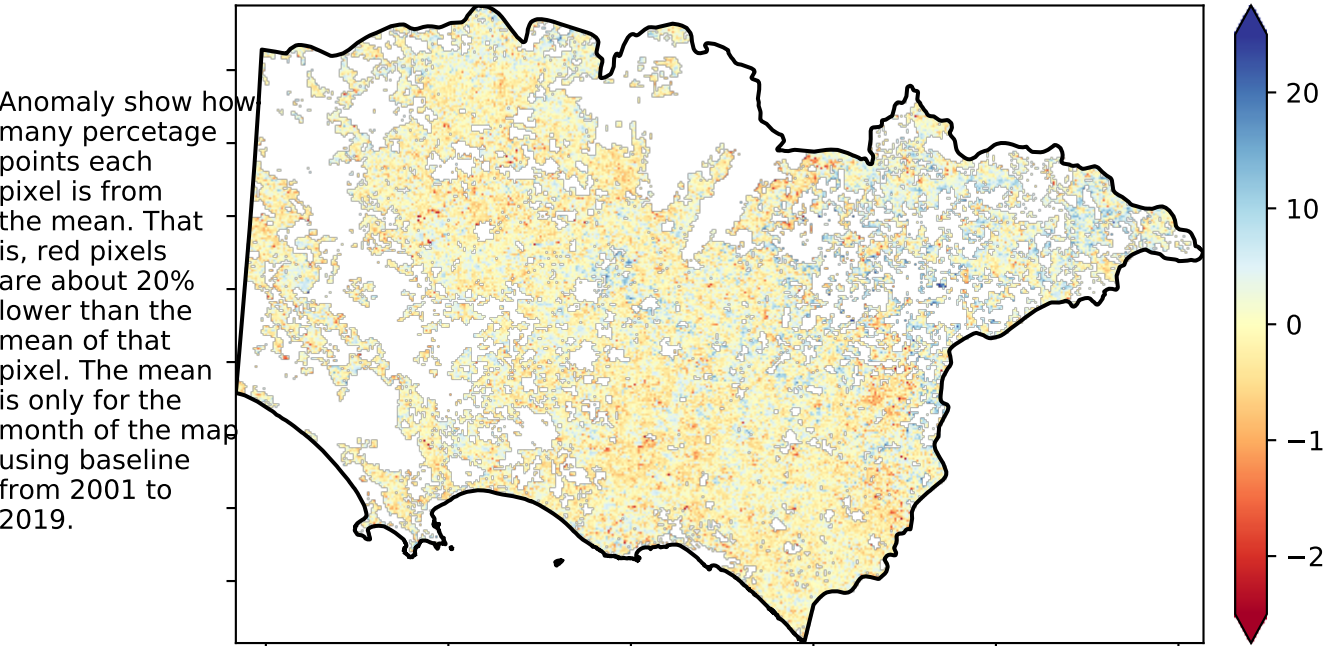 Anomaly show how
many percetage
points each
pixel is from
the mean. That
is, red pixels
are about 20%
lower than the
mean of that
pixel. The mean
is only for the
month of the map
using baseline
from 2001 to
2019.
20
10
0
−1
−2